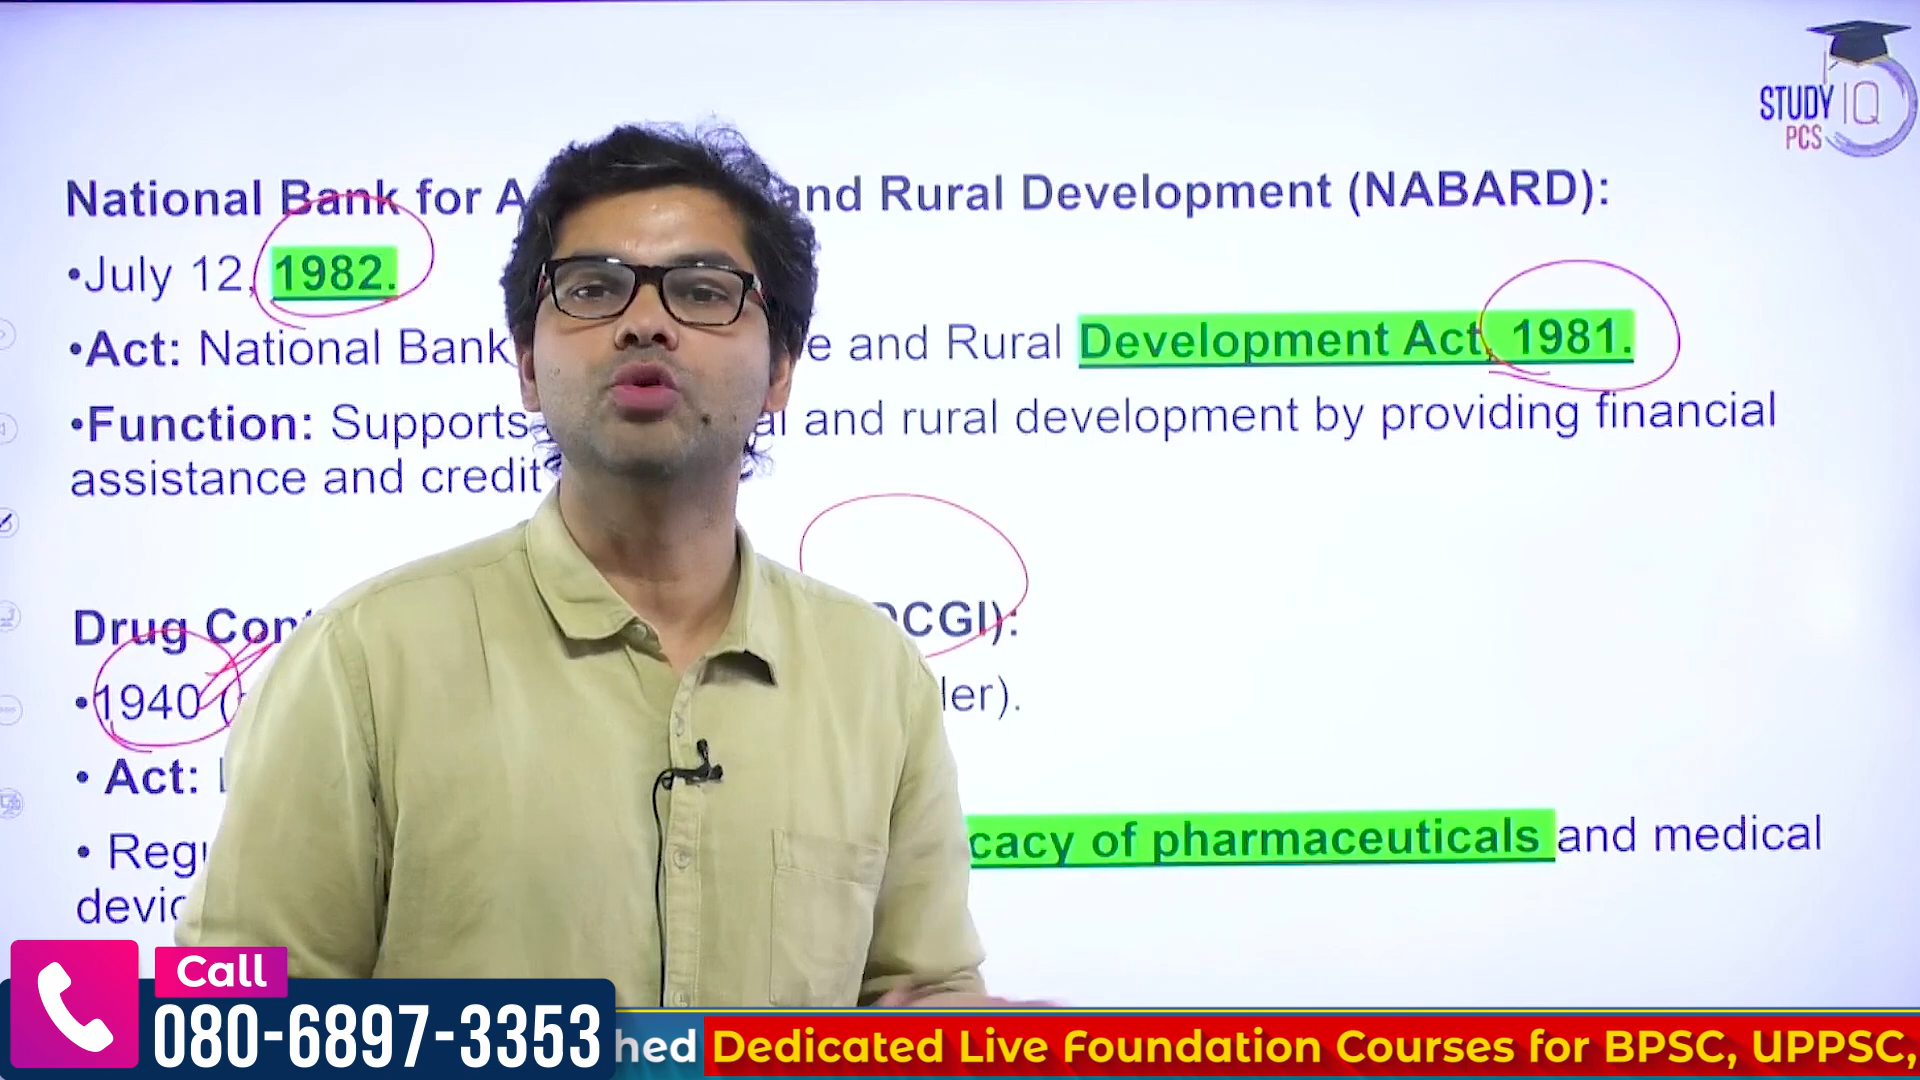 STUDY IQ
PCS
National Bank for A and Rural Development (NABARD):
•July 12, 1982.
•Act: National Bank e and Rural Development Act, 1981.
•Function: Supports al and rural development by providing financial
assistance and credit
Drug Con CGI):
•1940 ( ler).
• Act:
• Regu cacy of pharmaceuticals and medical
devic
Call
080-6897-3353
hed Dedicated Live Foundation Courses for BPSC, UPPSC,